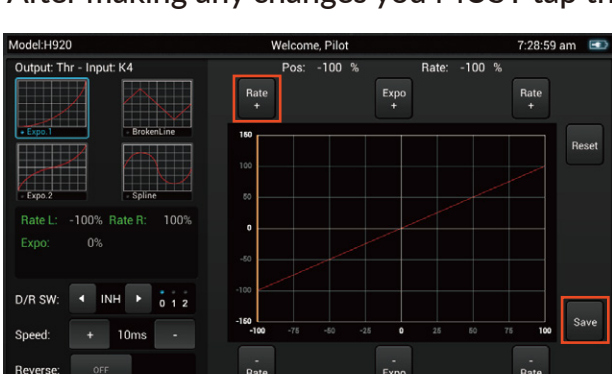 After making any changes you MUST tap th
Model:H920 Welcome, Pilot 7:28:59 am
Output: Thr - Input: K4 Pos: -100 % Rate: -100 %
Rate + Expo + Rate +
Expo.1 BrokenLine
Expo.2 Spline
Reset
150
100
50
0
-50
-100
-150
-100 -75 -50 -25 0 25 50 75 100
Rate L: -100% Rate R: 100%
Expo: 0%
D/R SW: INH 0 1 2
Save
Speed: + 10ms -
Reverse: OFF
- Rate - Expo - Rate